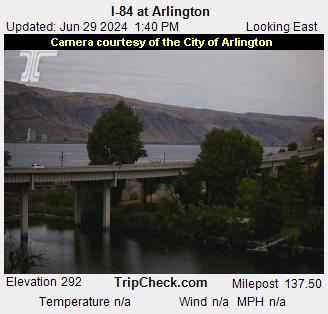 I-84 at Arlington
Updated: Jun 29 2024 1:40 PM Looking East
Camera courtesy of the City of Arlington
Elevation 292 TripCheck.com Milepost 137.50
Temperature n/a Wind n/a MPH n/a